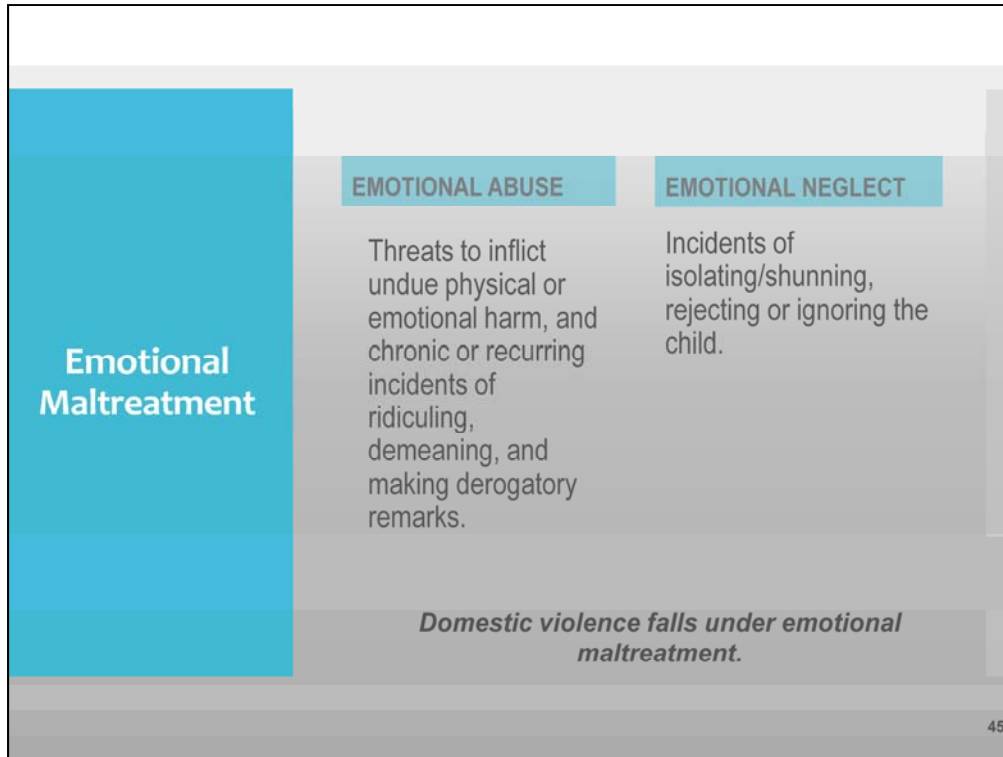 Emotional
Maltreatment
EMOTIONAL ABUSE
Threats to inflict
undue physical or
emotional harm, and
chronic or recurring
incidents of
ridiculing,
demeaning, and
making derogatory
remarks.
EMOTIONAL NEGLECT
Incidents of
isolating/shunning,
rejecting or ignoring the
child.
Domestic violence falls under emotional
maltreatment.
45